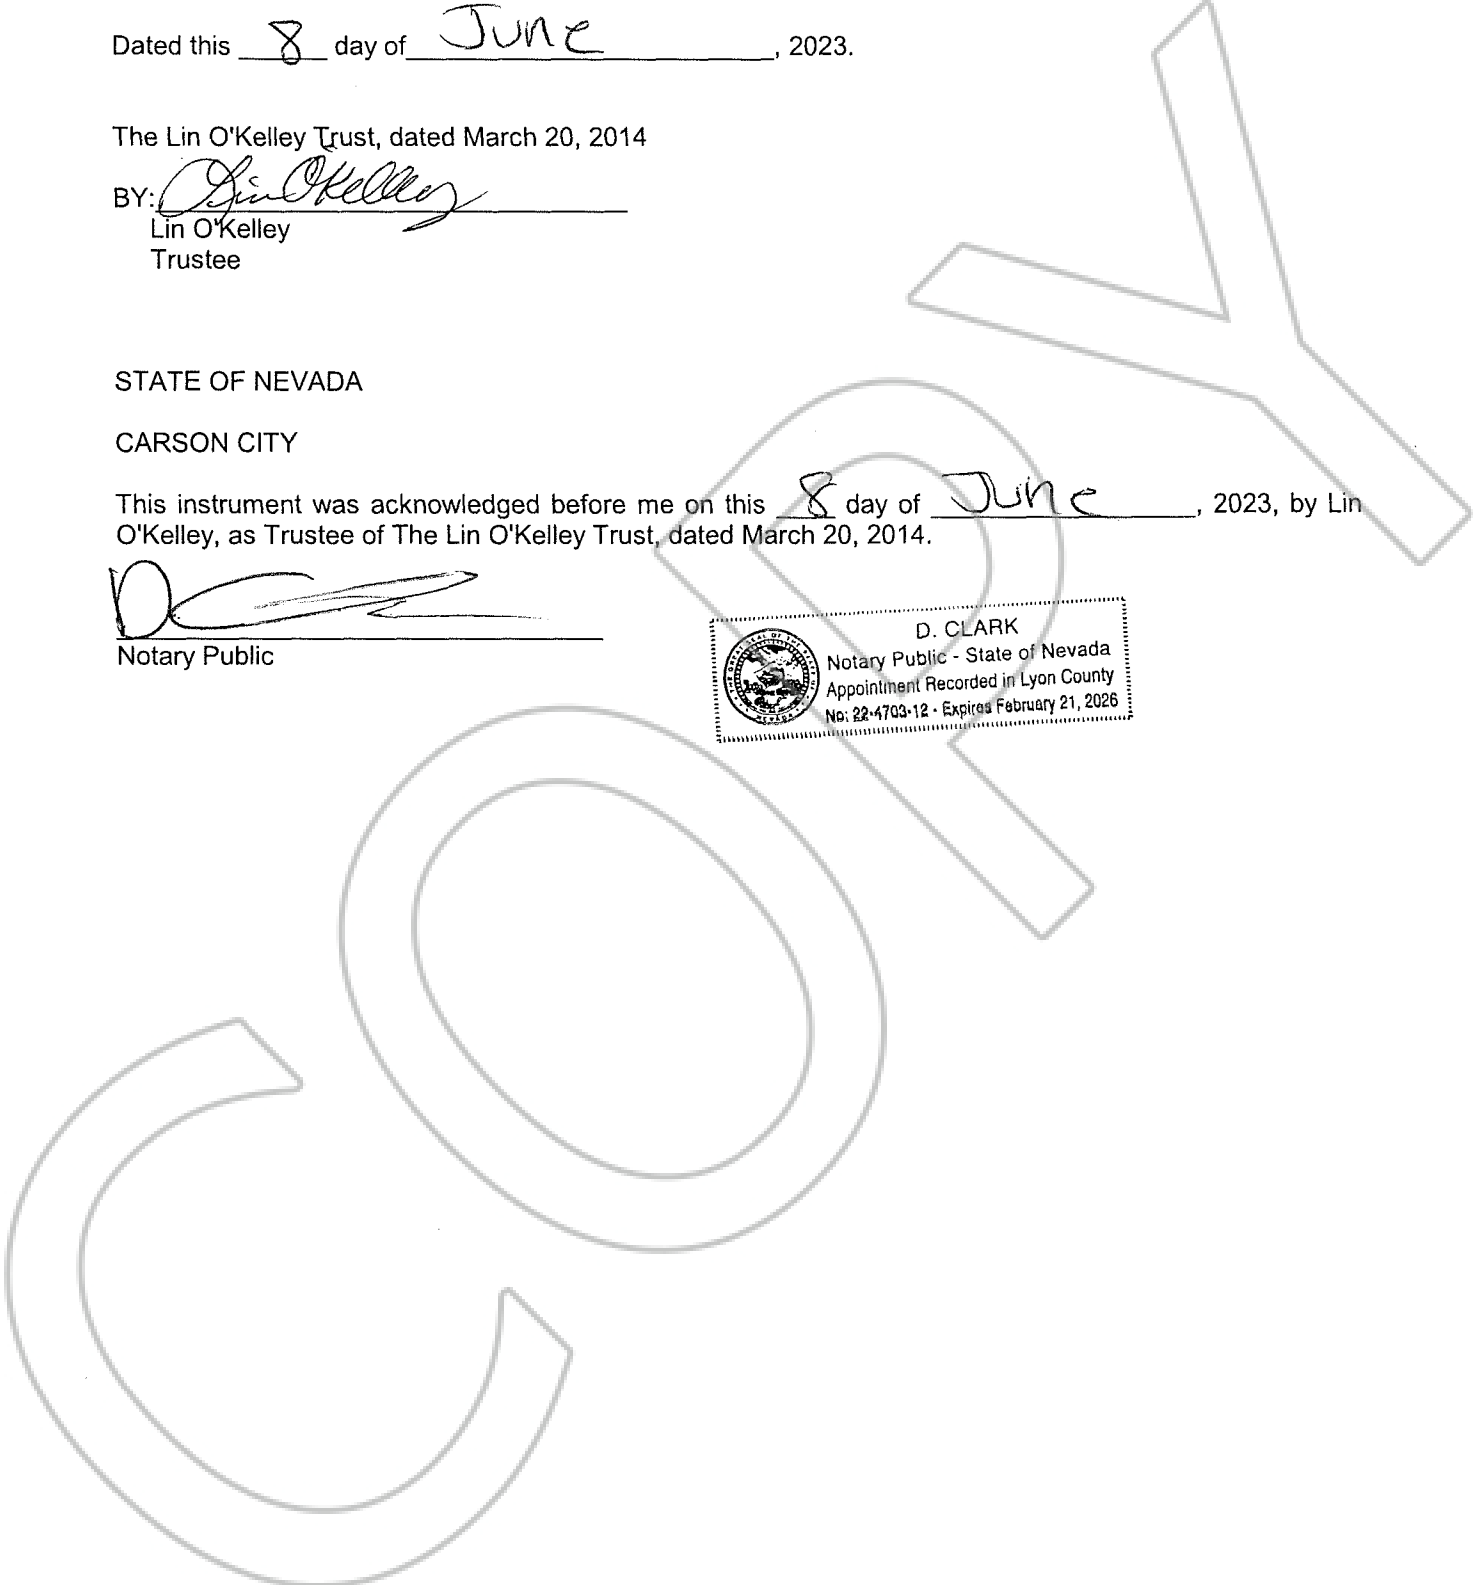 Dated this 8 day of June, 2023.
The Lin O'Kelley Trust, dated March 20, 2014
BY: Lin O'Kelley
Lin O'Kelley
Trustee
STATE OF NEVADA
CARSON CITY
This instrument was acknowledged before me on this 8 day of June, 2023, by Lin
O'Kelley, as Trustee of The Lin O'Kelley Trust, dated March 20, 2014.
Notary Public
D. CLARK
Notary Public - State of Nevada
Appointment Recorded in Lyon County
No: 22-4703-12 - Expires February 21, 2026
COPY